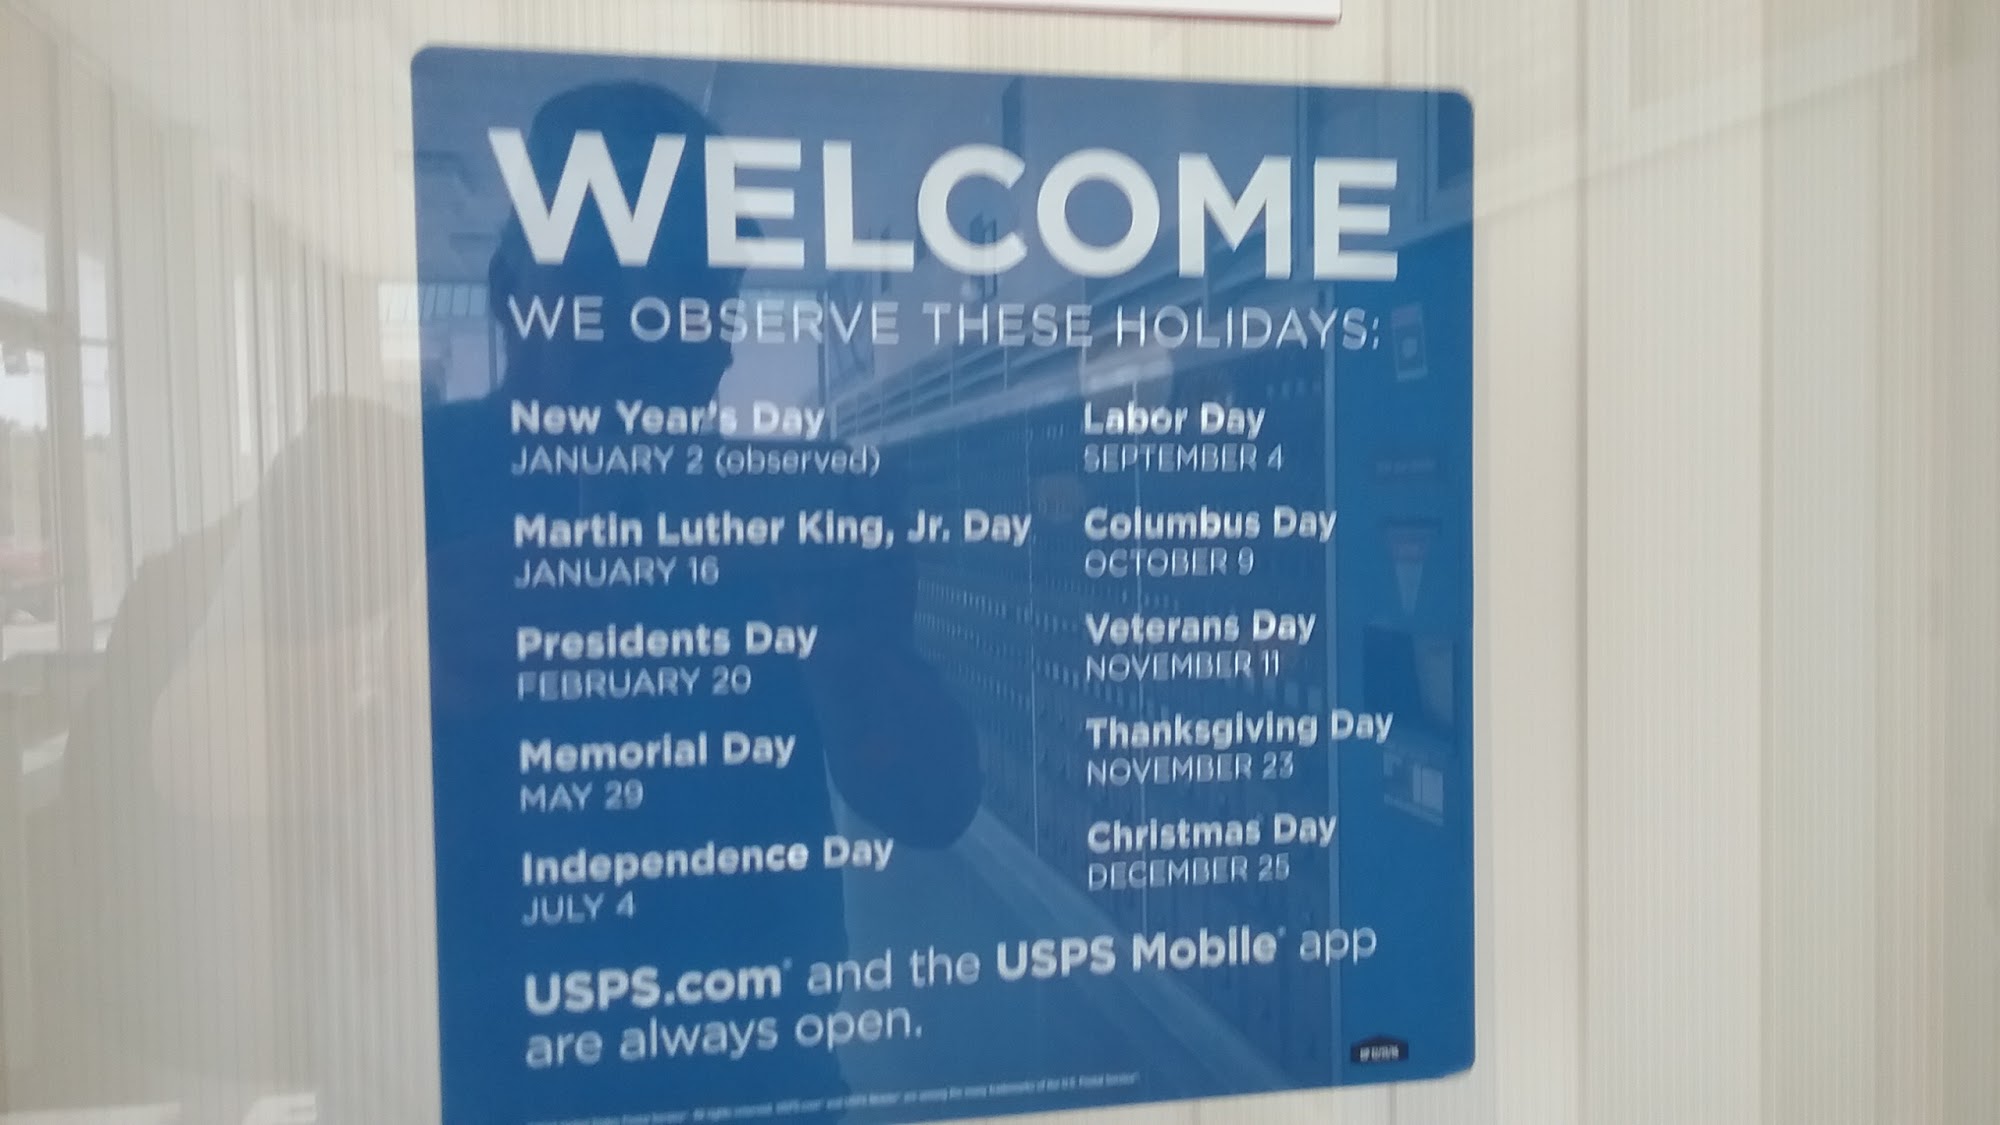 WELCOME
WE OBSERVE THESE HOLIDAYS:
New Year's Day
JANUARY 2 (observed)
Martin Luther King, Jr. Day
JANUARY 16
Presidents Day
FEBRUARY 20
Memorial Day
MAY 29
Independence Day
JULY 4
Labor Day
SEPTEMBER 4
Columbus Day
OCTOBER 9
Veterans Day
NOVEMBER 11
Thanksgiving Day
NOVEMBER 23
Christmas Day
DECEMBER 25
USPS.com® and the USPS Mobile® app
are always open.